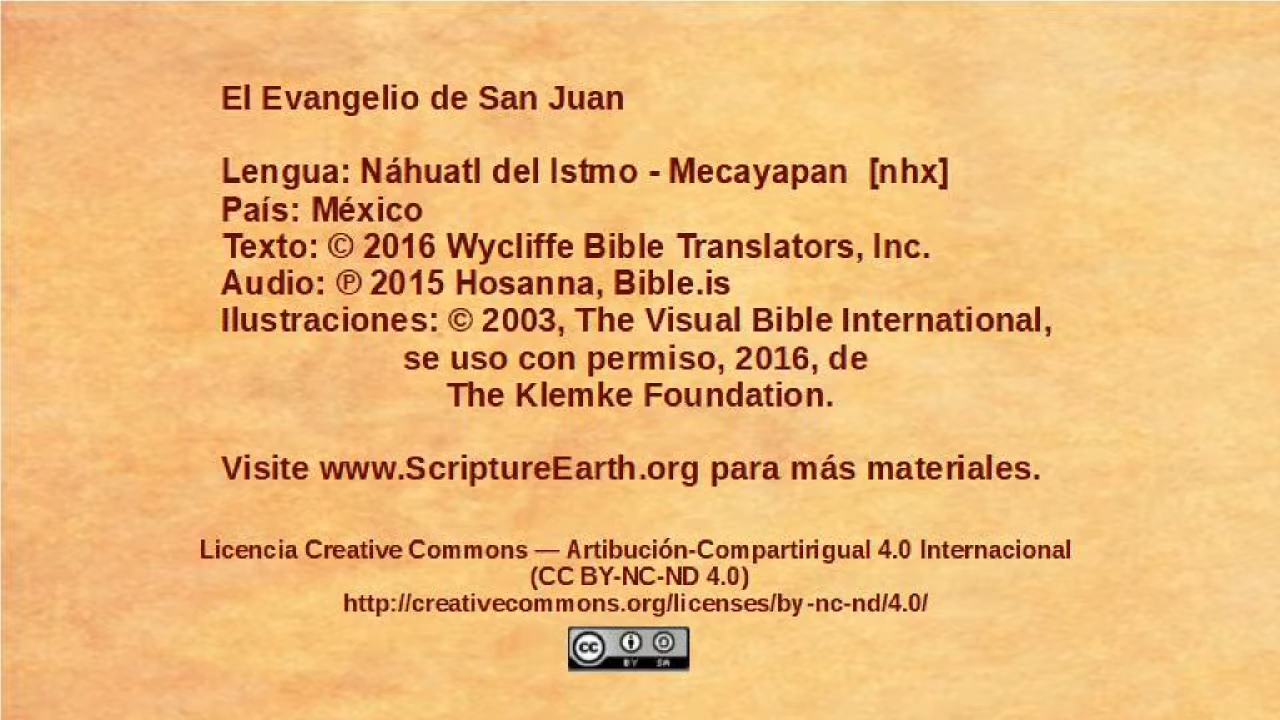 El Evangelio de San Juan
Lengua: Náhuatl del Istmo - Mecayapan [nhx]
País: México
Texto: © 2016 Wycliffe Bible Translators, Inc.
Audio: ℗ 2015 Hosanna, Bible.is
Ilustraciones: © 2003, The Visual Bible International,
se uso con permiso, 2016, de
The Klemke Foundation.
Visite www.ScriptureEarth.org para más materiales.
Licencia Creative Commons — Artibución-Compartirigual 4.0 Internacional
(CC BY-NC-ND 4.0)
http://creativecommons.org/licenses/by-nc-nd/4.0/
cc BY SA